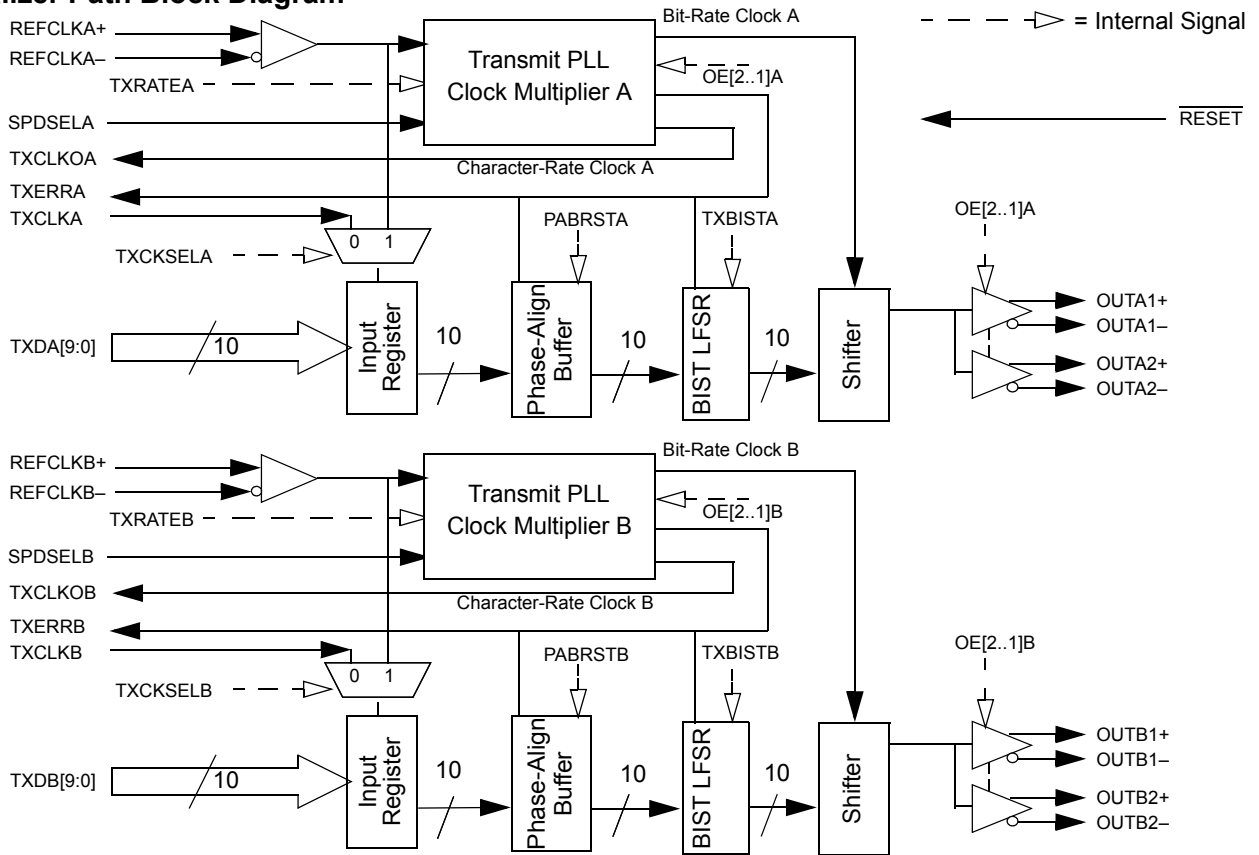 Path Block Diagram
Bit-Rate Clock A
= Internal Signal
REFCLKA+
REFCLKA–
Transmit PLL
Clock Multiplier A
OE[2..1]A
TXRATEA
SPDSELA
RESET
TXCLKOA
Character-Rate Clock A
TXERRA
TXCLKA
PABRSTA
TXBISTA
OE[2..1]A
0 1
TXCKSELA
TXDA[9:0]
10
Input
Register
10
Phase-Align
Buffer
10
BIST LFSR
10
Shifter
OUTA1+
OUTA1–
OUTA2+
OUTA2–
Bit-Rate Clock B
REFCLKB+
REFCLKB–
Transmit PLL
Clock Multiplier B
OE[2..1]B
TXRATEB
SPDSELB
TXCLKOB
Character-Rate Clock B
TXERRB
TXCLKB
PABRSTB
TXBISTB
OE[2..1]B
0 1
TXCKSELB
TXDB[9:0]
10
Input
Register
10
Phase-Align
Buffer
10
BIST LFSR
10
Shifter
OUTB1+
OUTB1–
OUTB2+
OUTB2–